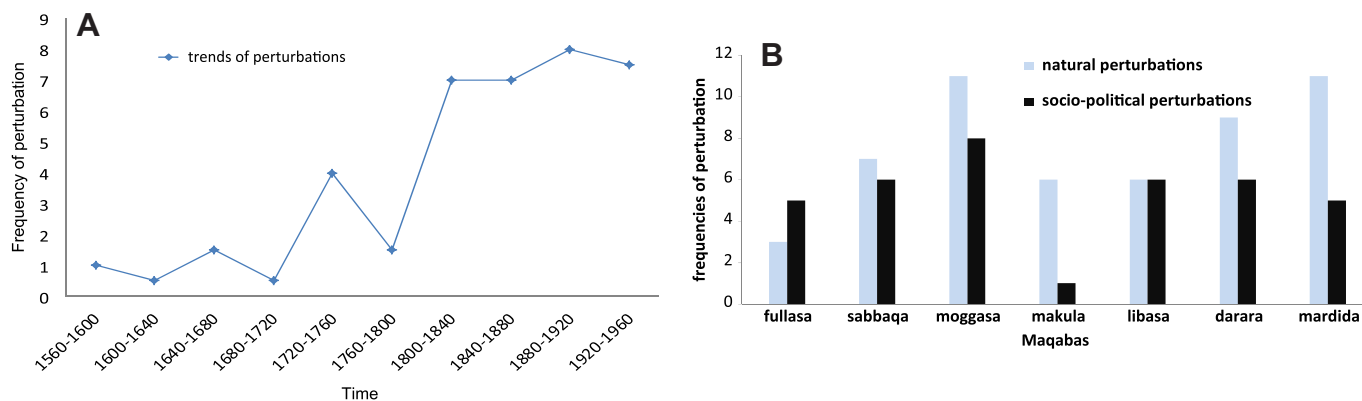 A
trends of perturbations
Frequency of perturbation
9
8
7
6
5
4
3
2
1
0
1560-1600
1600-1640
1640-1680
1680-1720
1720-1760
1760-1800
1800-1840
1840-1880
1880-1920
1920-1960
Time
B
natural perturbations
socio-political perturbations
frequencies of perturbation
12
10
8
6
4
2
0
fullasa sabbaqa moggasa makula libasa darara mardida
Maqabas